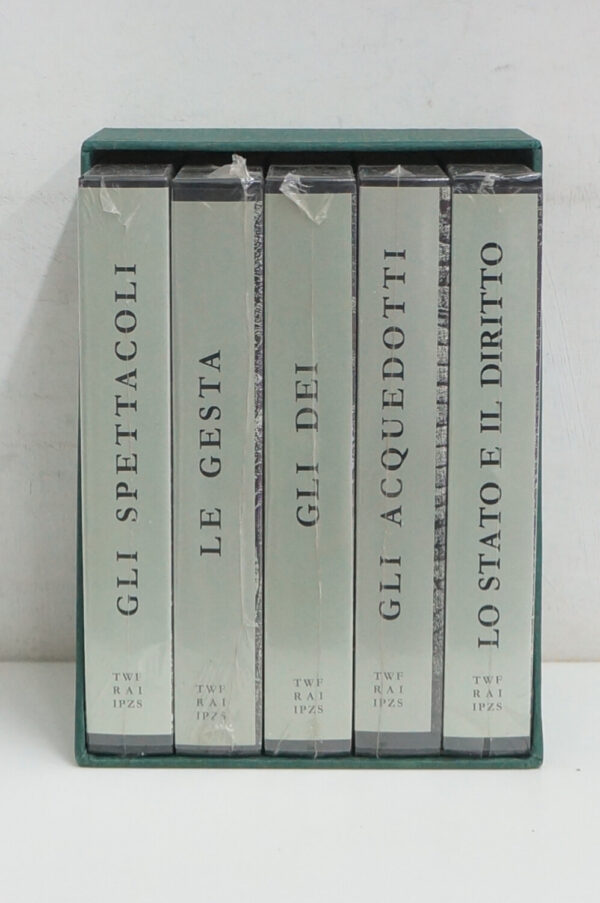 GLI SPETTACOLI
TWF
RAI
IPZS
LE GESTA
TWF
RAI
IPZS
GLI DEI
TWF
RAI
IPZS
GLI ACQUEDOTTI
TWF
RAI
IPZS
LO STATO E IL DIRITTO
TWF
RAI
IPZS